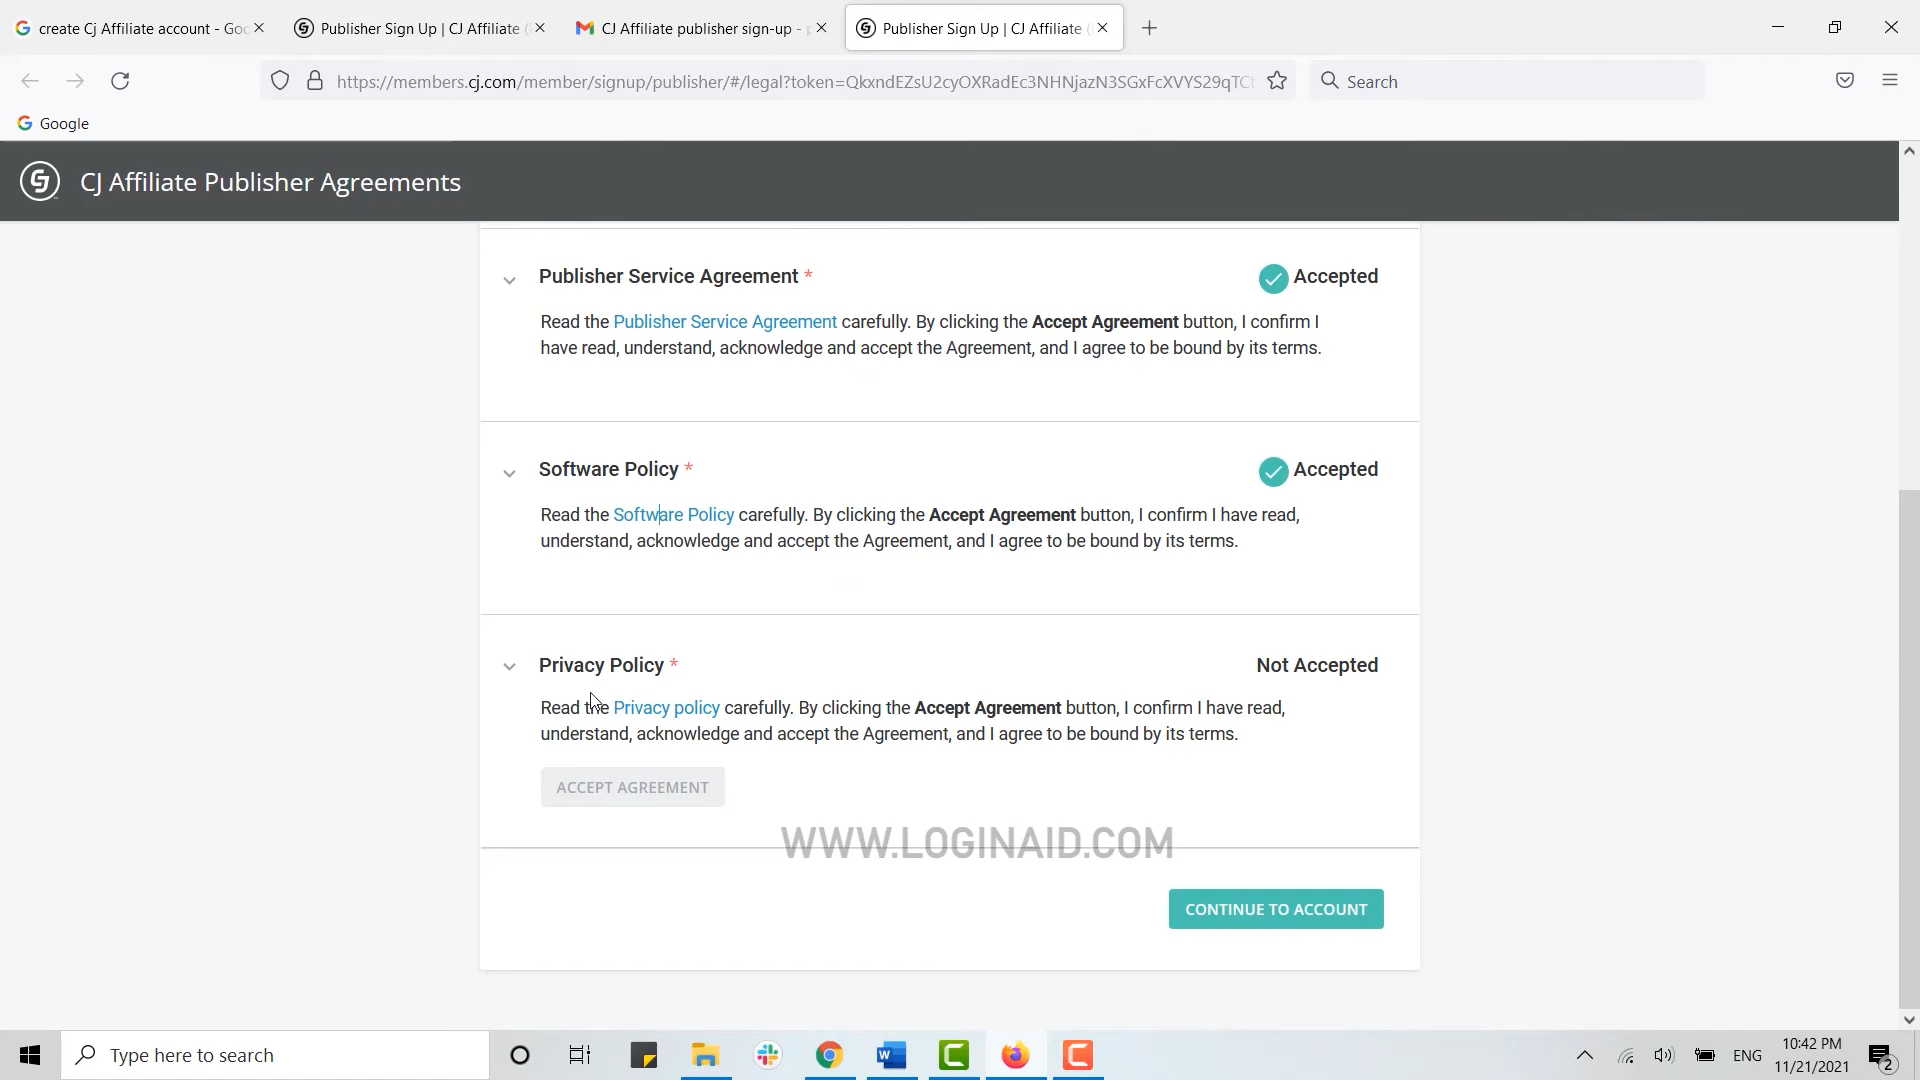 create Cj Affiliate account - Goo
Publisher Sign Up | CJ Affiliate (
CJ Affiliate publisher sign-up - p
Publisher Sign Up | CJ Affiliate (
https://members.cj.com/member/signup/publisher/#/legal?token=QkxndEZsU2cyOXRadEc3NHNjazN3SGxFcXVYS29qTC
Search
Google
CJ Affiliate Publisher Agreements
Publisher Service Agreement *
Accepted
Read the Publisher Service Agreement carefully. By clicking the Accept Agreement button, I confirm I
have read, understand, acknowledge and accept the Agreement, and I agree to be bound by its terms.
Software Policy *
Accepted
Read the Software Policy carefully. By clicking the Accept Agreement button, I confirm I have read,
understand, acknowledge and accept the Agreement, and I agree to be bound by its terms.
Privacy Policy *
Not Accepted
Read the Privacy policy carefully. By clicking the Accept Agreement button, I confirm I have read,
understand, acknowledge and accept the Agreement, and I agree to be bound by its terms.
ACCEPT AGREEMENT
WWW.LOGINAID.COM
CONTINUE TO ACCOUNT
Type here to search
ENG
10:42 PM
11/21/2021
2